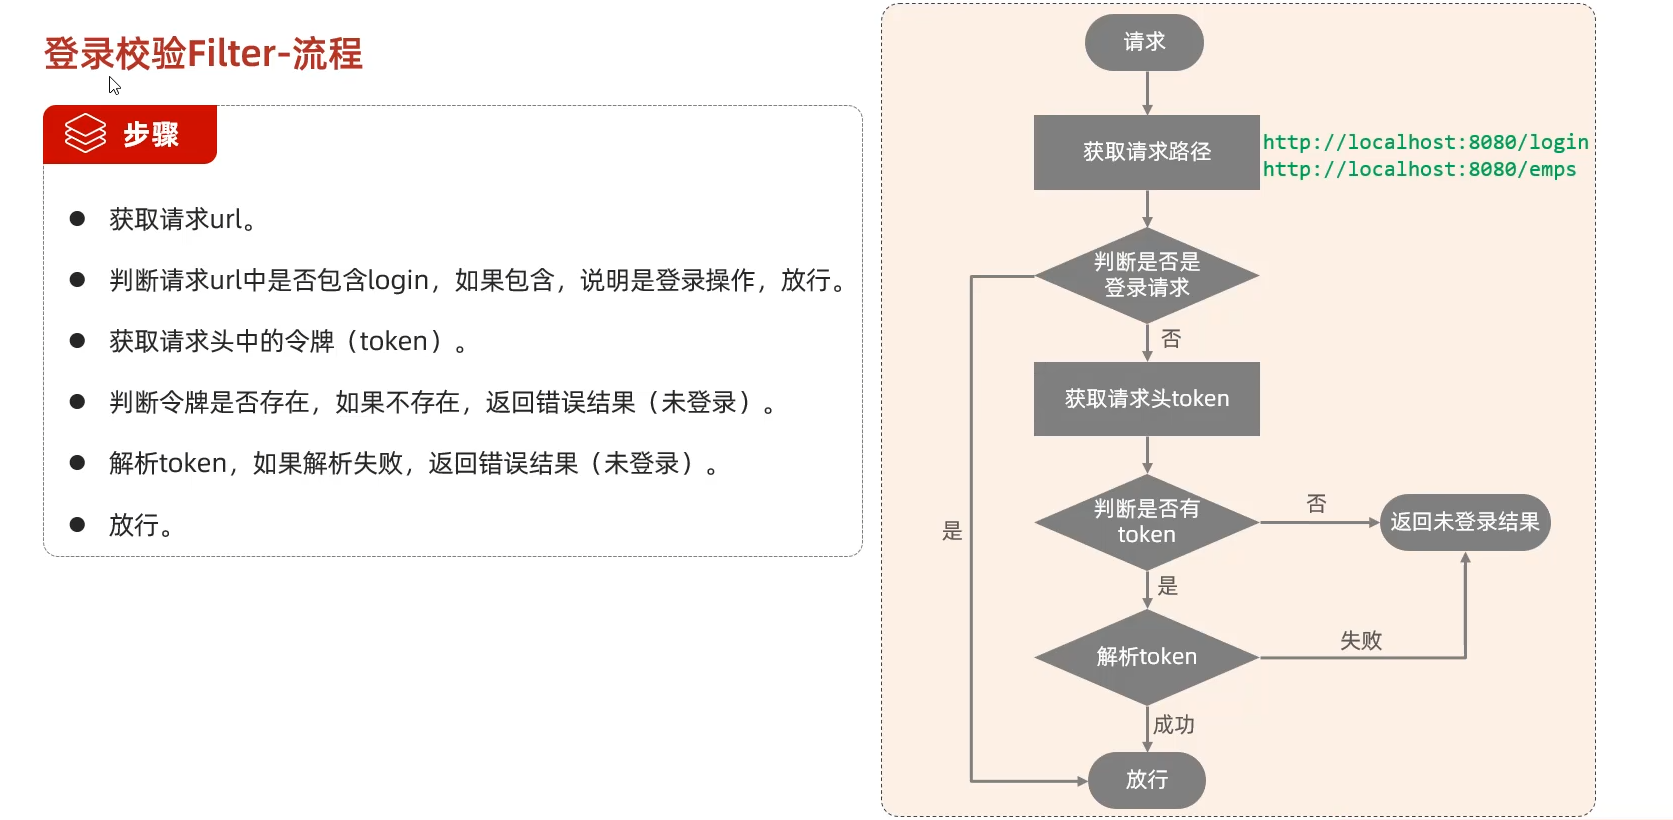 登录校验Filter-流程
步骤
获取请求url。
判断请求url中是否包含login，如果包含，说明是登录操作，放行。
获取请求头中的令牌（token）。
判断令牌是否存在，如果不存在，返回错误结果（未登录）。
解析token，如果解析失败，返回错误结果（未登录）。
放行。
请求
获取请求路径
http://localhost:8080/login
http://localhost:8080/emps
判断是否是
登录请求
否
获取请求头token
判断是否有
token
否
返回未登录结果
是
是
解析token
失败
成功
放行